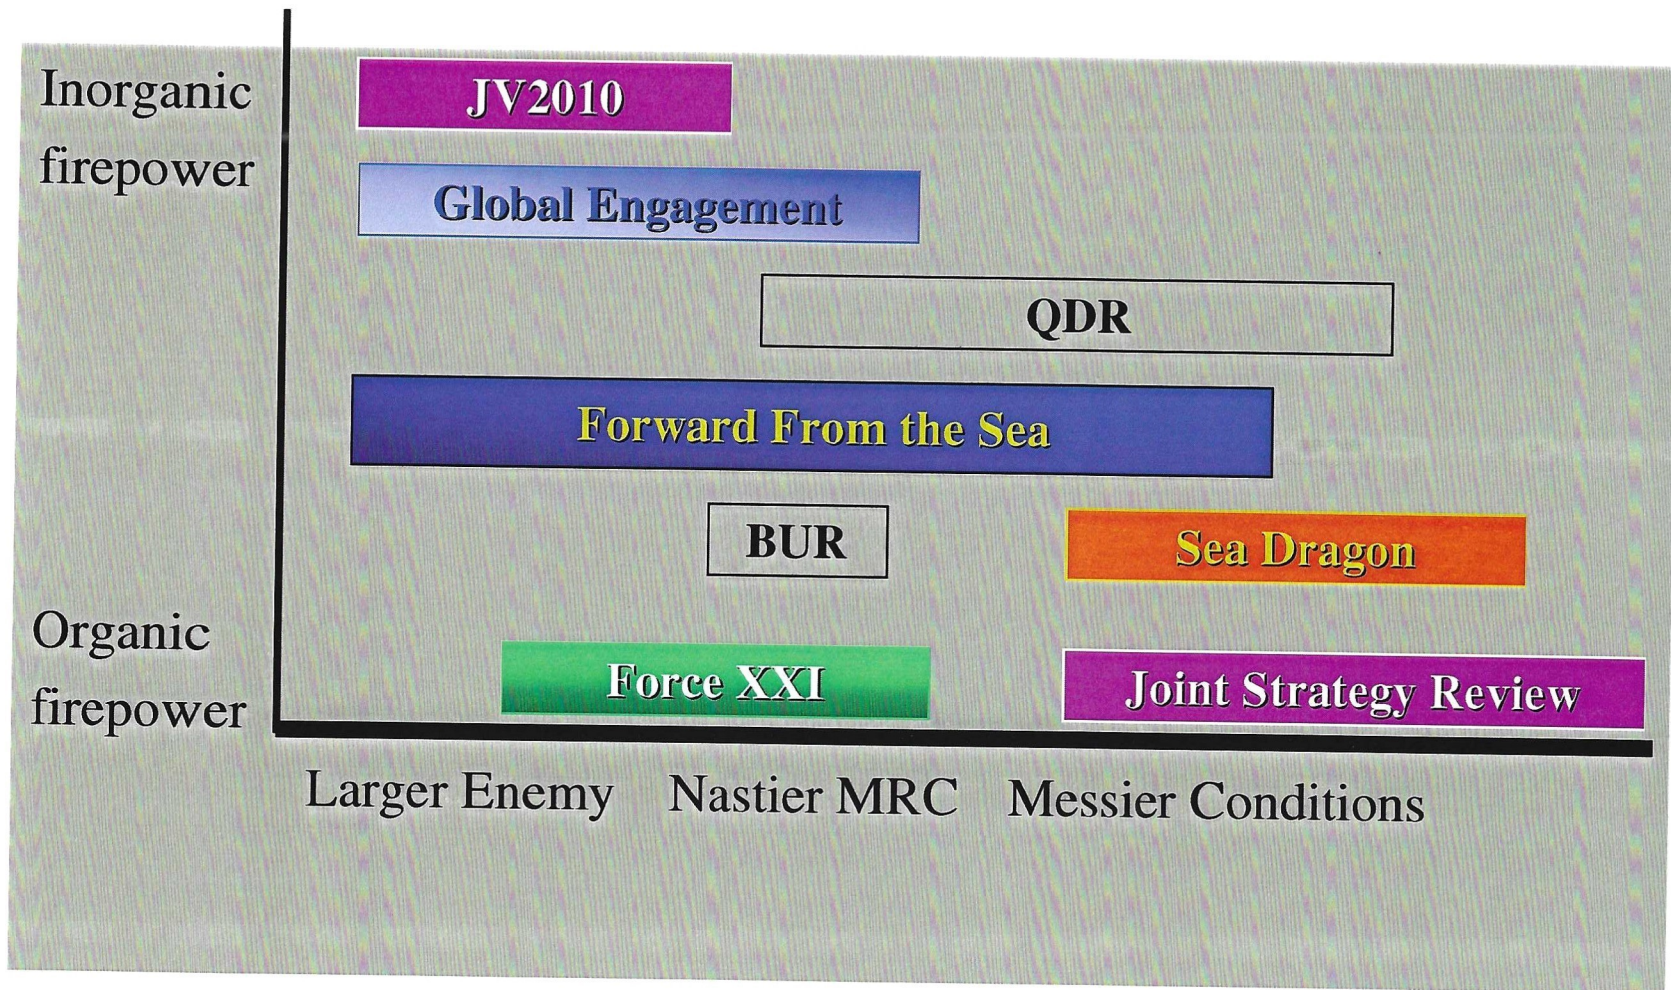 Inorganic
firepower
JV2010
Global Engagement
QDR
Forward From the Sea
BUR
Sea Dragon
Organic
firepower
Force XXI
Joint Strategy Review
Larger Enemy Nastier MRC Messier Conditions